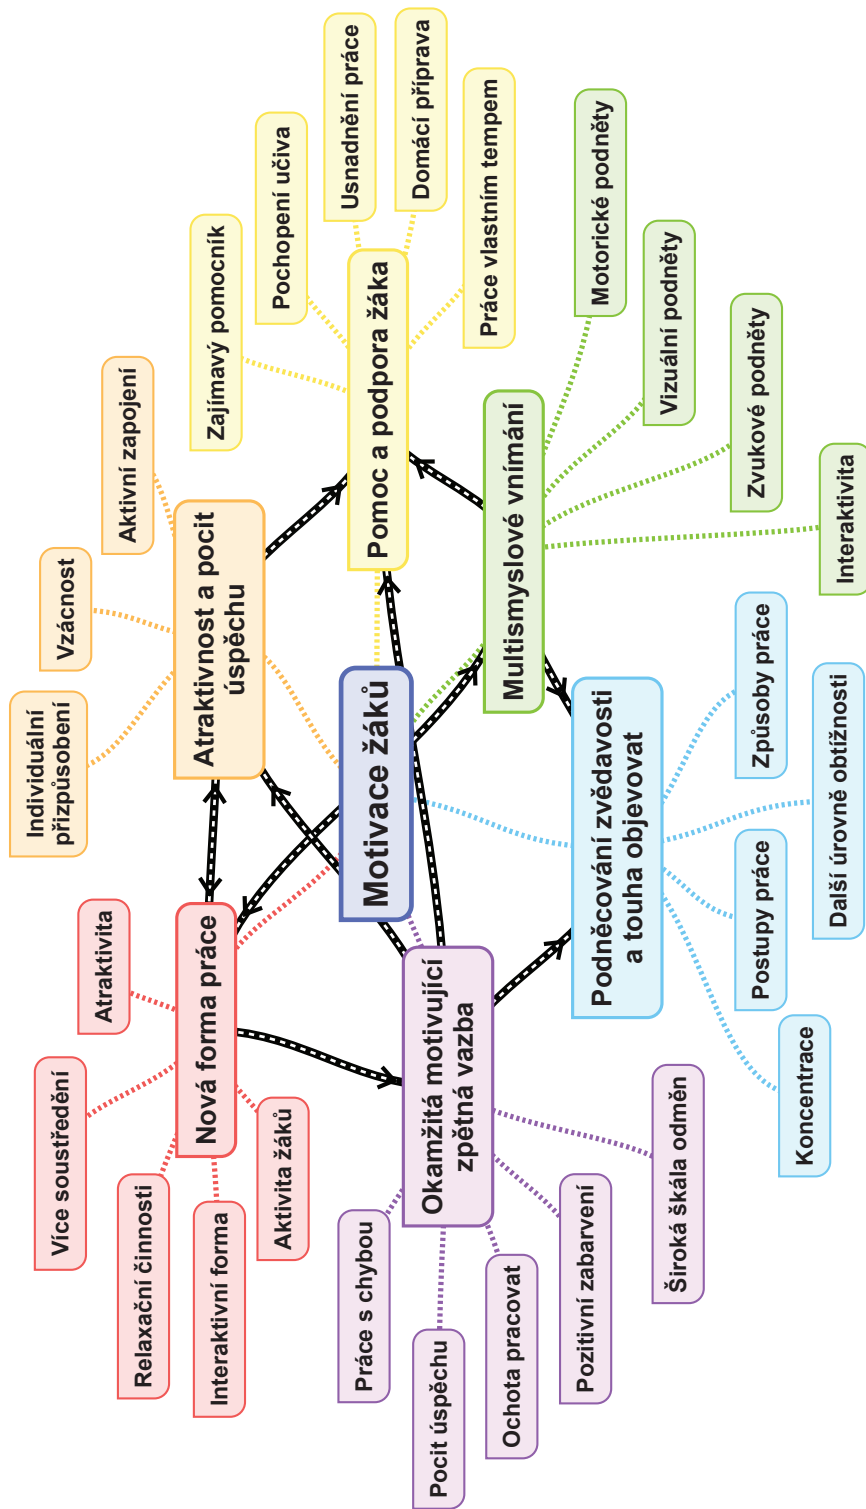 Motivace žáků
Nová forma práce
Atraktivita
Více soustředění
Relaxační činnosti
Interaktivní forma
Aktivita žáků
Atraktivnost a pocit
úspěchu
Individuální
přizpůsobení
Vzácnost
Aktivní zapojení
Pomoc a podpora žáka
Zajímavý pomocník
Pochopení učiva
Usnadnění práce
Domácí příprava
Práce vlastním tempem
Multismyslové vnímání
Motorické podněty
Vizuální podněty
Zvukové podněty
Interaktivita
Podněcování zvědavosti
a touha objevovat
Způsoby práce
Další úrovně obtížnosti
Postupy práce
Koncentrace
Okamžitá motivující
zpětná vazba
Práce s chybou
Pocit úspěchu
Ochota pracovat
Pozitivní zabarvení
Široká škála odměn